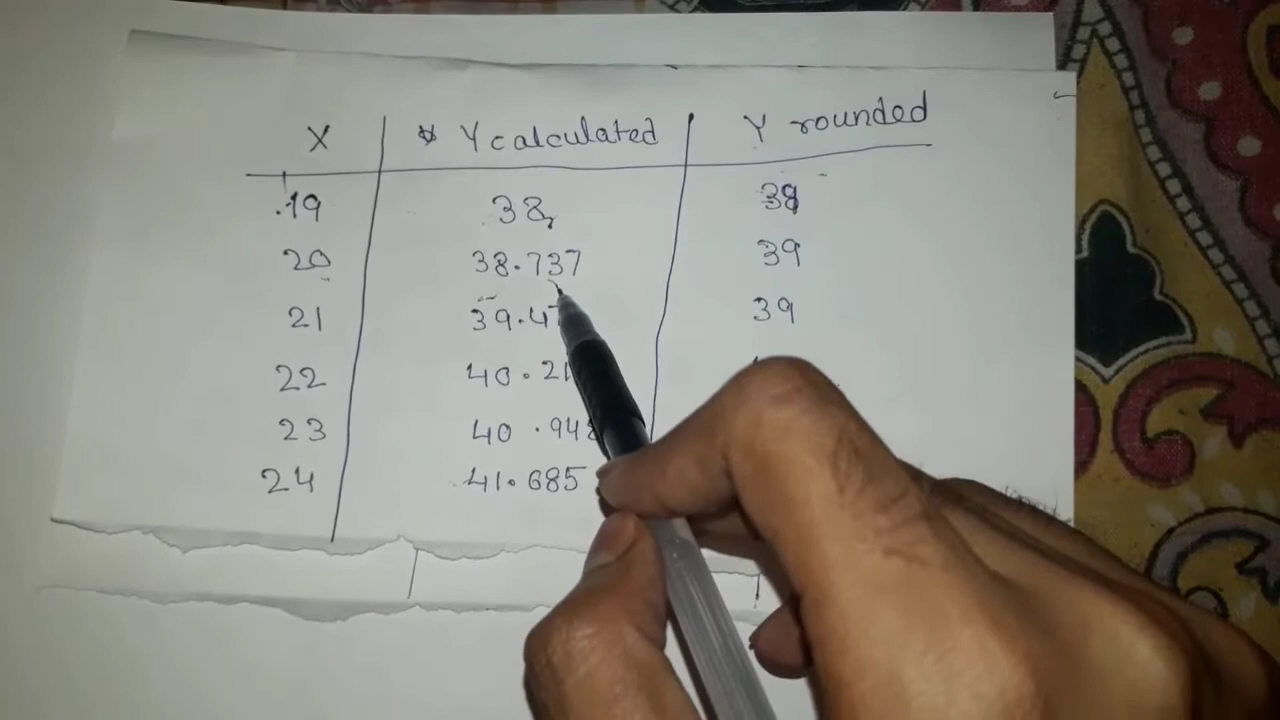 X Y calculated Y rounded
.19 38, 38
20 38.737 39
21 39.4 39
22 40.21
23 40.948
24 41.685